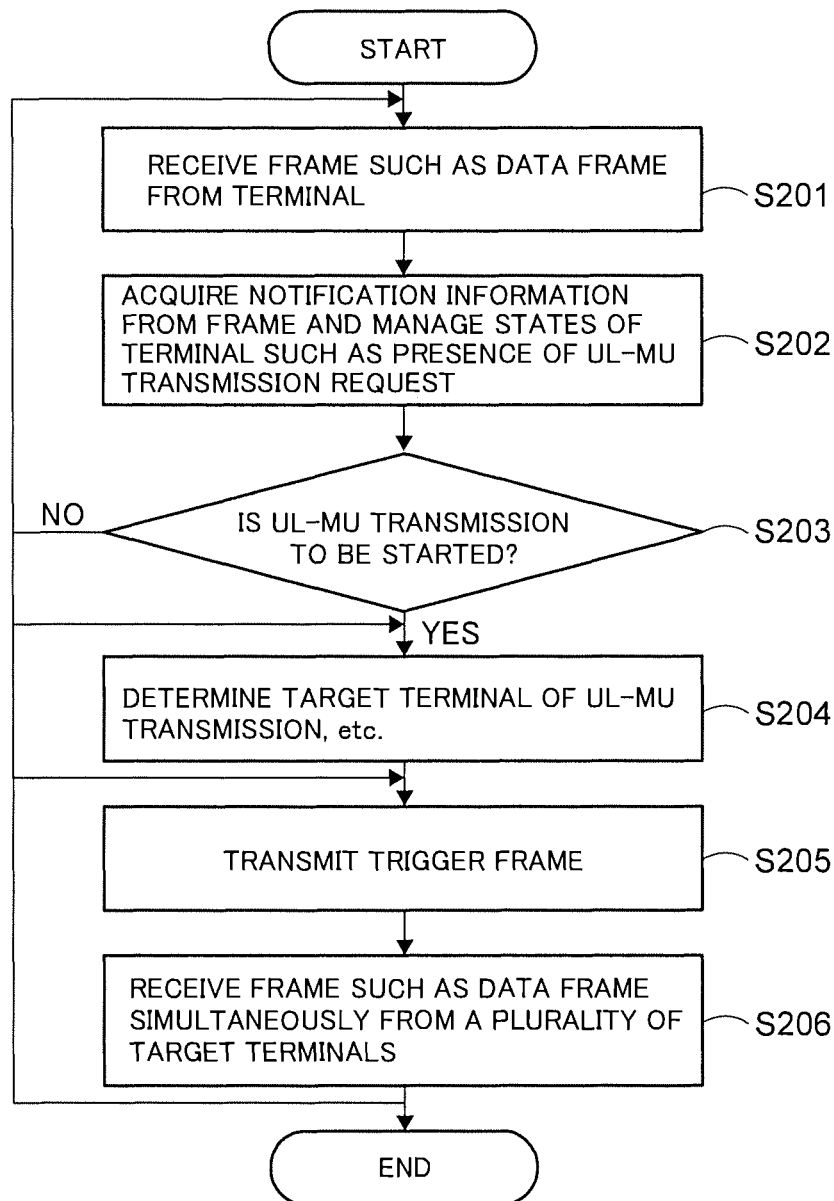 START
RECEIVE FRAME SUCH AS DATA FRAME
FROM TERMINAL
S201
ACQUIRE NOTIFICATION INFORMATION
FROM FRAME AND MANAGE STATES OF
TERMINAL SUCH AS PRESENCE OF UL-MU
TRANSMISSION REQUEST
S202
NO
IS UL-MU TRANSMISSION
TO BE STARTED?
S203
YES
DETERMINE TARGET TERMINAL OF UL-MU
TRANSMISSION, etc.
S204
TRANSMIT TRIGGER FRAME
S205
RECEIVE FRAME SUCH AS DATA FRAME
SIMULTANEOUSLY FROM A PLURALITY OF
TARGET TERMINALS
S206
END